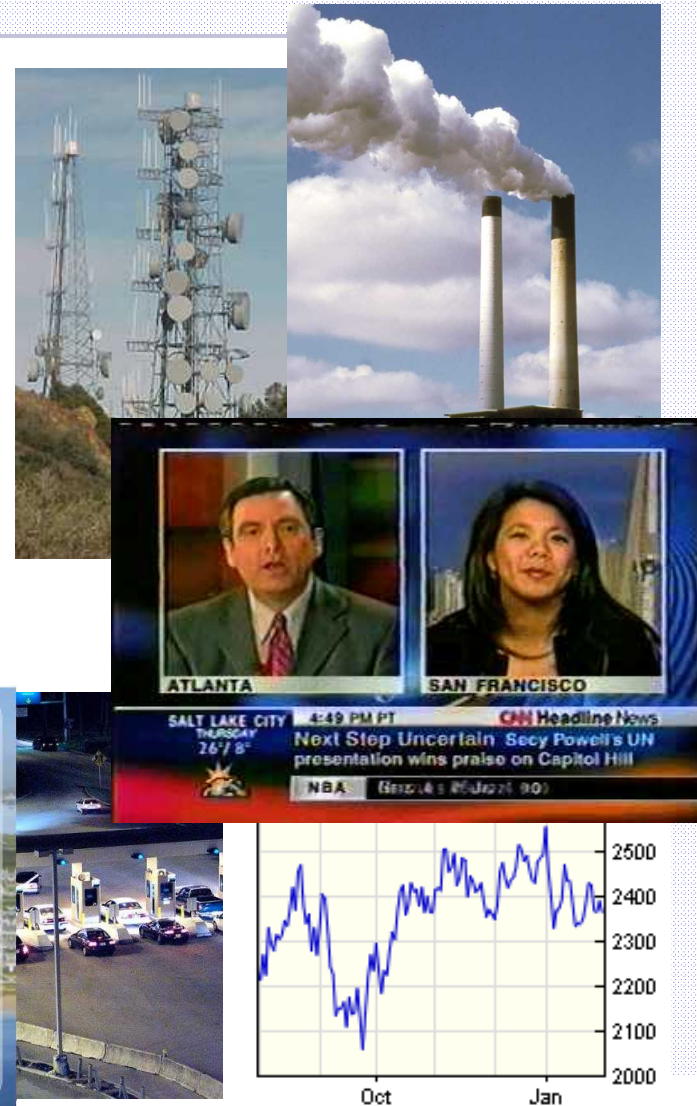 ATLANTA
SAN FRANCISCO
SALT LAKE CITY
4:49 PM PT
CNN Headline News
THURSDAY
26°/ 8°
Next Step Uncertain Secy Powell's UN
presentation wins praise on Capitol Hill
NBA
2500
2400
2300
2200
2100
2000
Oct
Jan